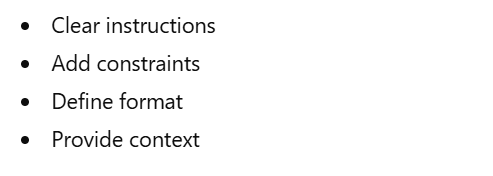 • Clear instructions
• Add constraints
• Define format
• Provide context